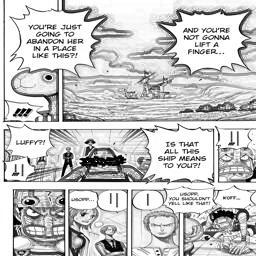 YOU'RE JUST
GOING TO
ABANDON HER
IN A PLACE
LIKE THIS?!
AND YOU'RE
NOT GONNA
LIFT A
FINGER...
!!!
LUFFY?!
IS THAT
ALL THIS
SHIP MEANS
TO YOU?!
!!
USOPP...
!!
!
USOPP,
YOU SHOULDN'T
YELL LIKE THAT!
KOFF...